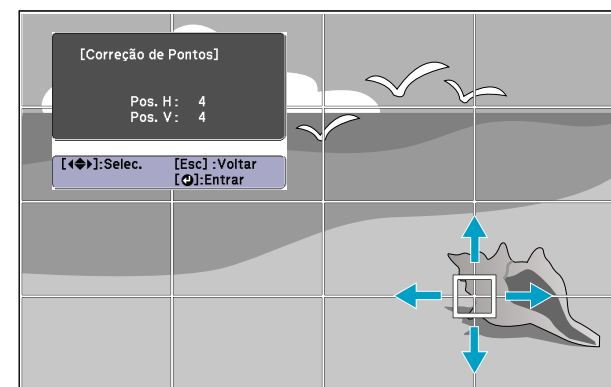 [Correção de Pontos]
Pos. H: 4
Pos. V: 4
[◀◆▶]:Selec. [Esc] :Voltar
[↵]:Entrar